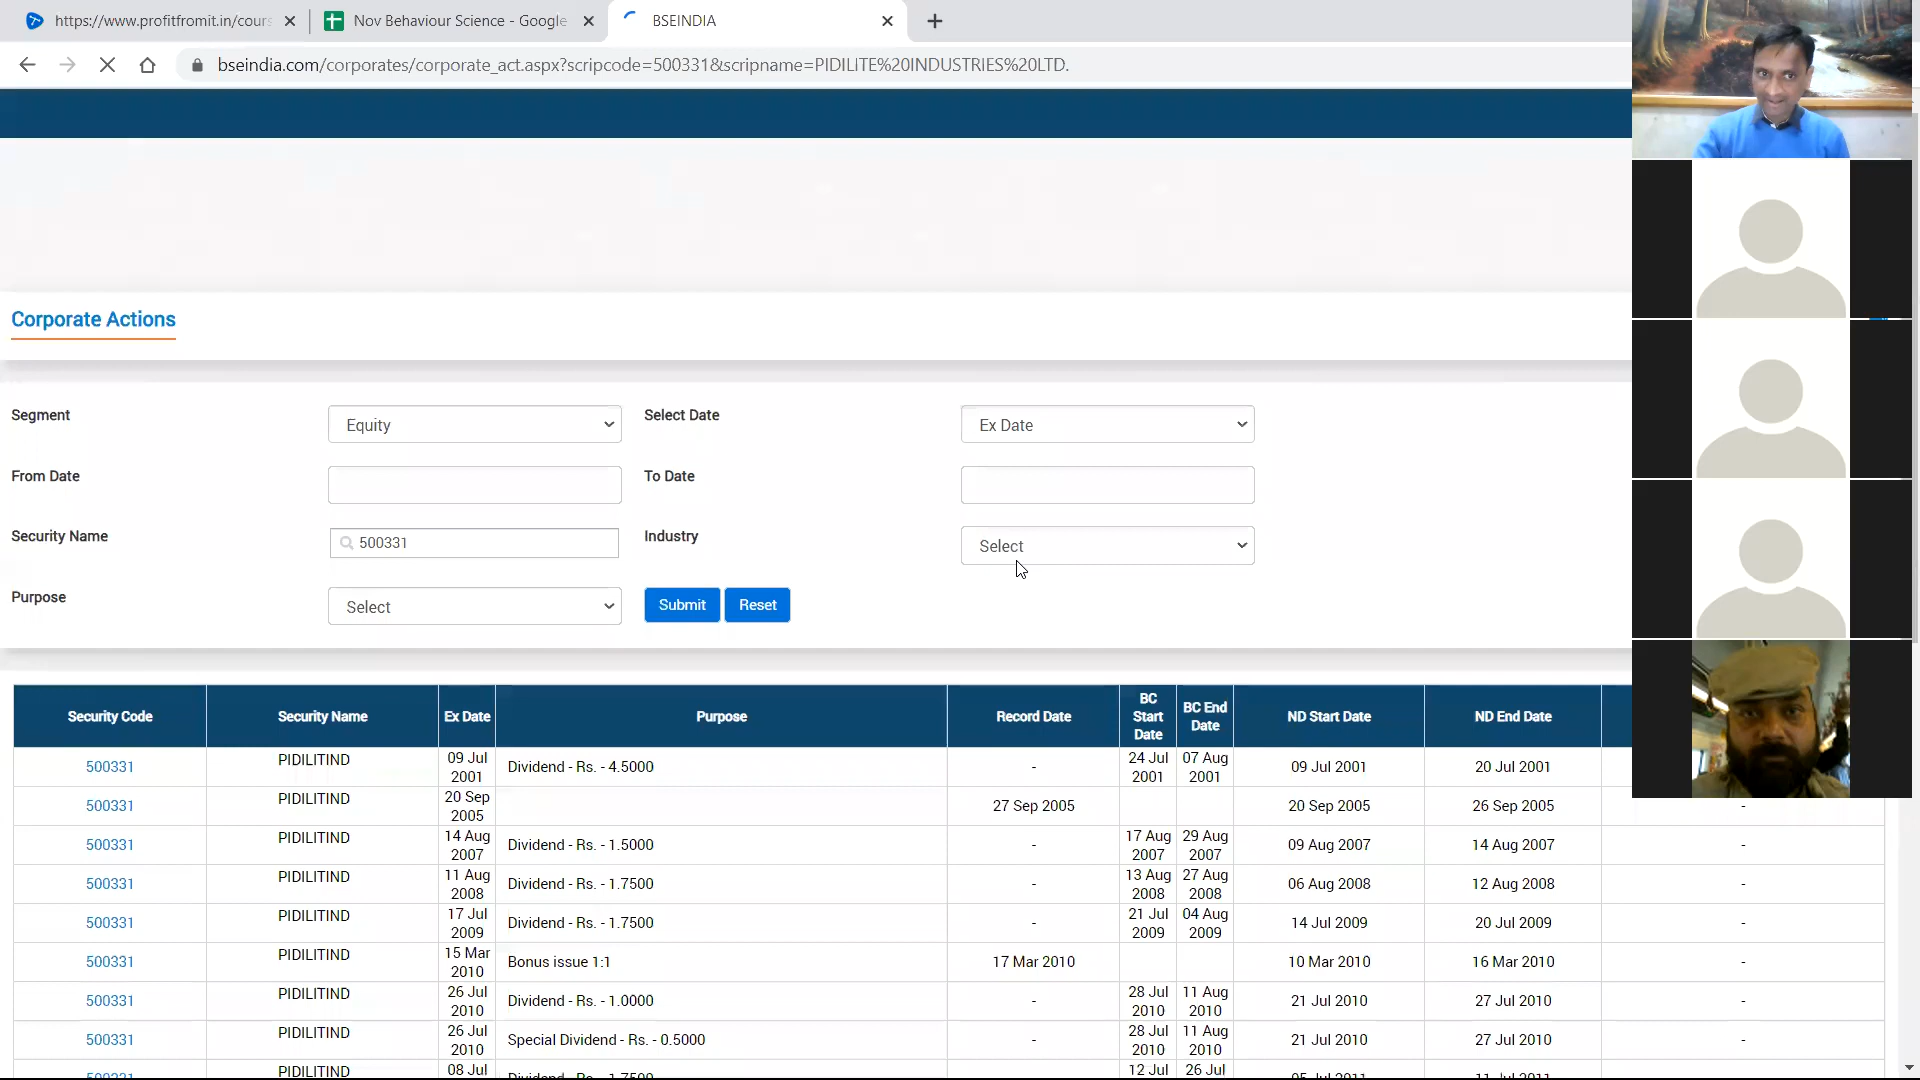 https://www.profitfromit.in/cours
Nov Behaviour Science - Google
BSEINDIA
bseindia.com/corporates/corporate_act.aspx?scripcode=500331&scripname=PIDILITE%20INDUSTRIES%20LTD.
Corporate Actions
Segment Equity Select Date Ex Date
From Date To Date
Security Name 500331 Industry Select
Purpose Select Submit Reset
Security Code Security Name Ex Date Purpose Record Date BC Start Date BC End Date ND Start Date ND End Date
500331 PIDILITIND 09 Jul 2001 Dividend - Rs. - 4.5000 - 24 Jul 2001 07 Aug 2001 09 Jul 2001 20 Jul 2001
500331 PIDILITIND 20 Sep 2005 27 Sep 2005 20 Sep 2005 26 Sep 2005 -
500331 PIDILITIND 14 Aug 2007 Dividend - Rs. - 1.5000 - 17 Aug 2007 29 Aug 2007 09 Aug 2007 14 Aug 2007 -
500331 PIDILITIND 11 Aug 2008 Dividend - Rs. - 1.7500 - 13 Aug 2008 27 Aug 2008 06 Aug 2008 12 Aug 2008 -
500331 PIDILITIND 17 Jul 2009 Dividend - Rs. - 1.7500 - 21 Jul 2009 04 Aug 2009 14 Jul 2009 20 Jul 2009 -
500331 PIDILITIND 15 Mar 2010 Bonus issue 1:1 17 Mar 2010 10 Mar 2010 16 Mar 2010 -
500331 PIDILITIND 26 Jul 2010 Dividend - Rs. - 1.0000 - 28 Jul 2010 11 Aug 2010 21 Jul 2010 27 Jul 2010 -
500331 PIDILITIND 26 Jul 2010 Special Dividend - Rs. - 0.5000 - 28 Jul 2010 11 Aug 2010 21 Jul 2010 27 Jul 2010 -
PIDILITIND 08 Jul 12 Jul 26 Jul